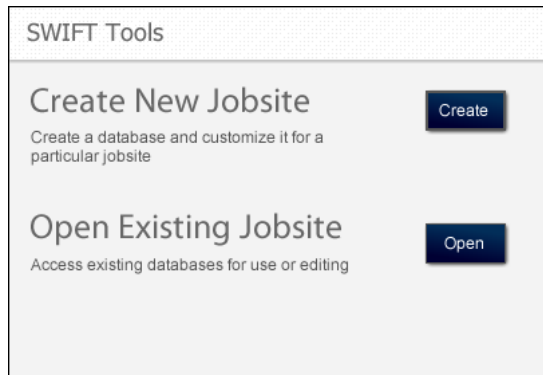 SWIFT Tools
Create New Jobsite
Create
Create a database and customize it for a
particular jobsite
Open Existing Jobsite
Open
Access existing databases for use or editing